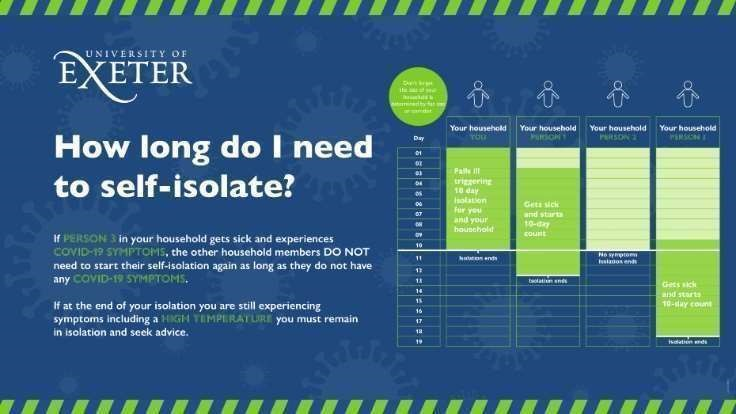 UNIVERSITY OF
EXETER
How long do I need
to self-isolate?
If PERSON 3 in your household gets sick and experiences
COVID-19 SYMPTOMS, the other household members DO NOT
need to start their self-isolation again as long as they do not have
any COVID-19 SYMPTOMS.
If at the end of your isolation you are still experiencing
symptoms including a HIGH TEMPERATURE you must remain
in isolation and seek advice.
Don't forget
the size of your
household is
determined by
or corridor
Day
Your household
YOU
Your household
PERSON 1
Your household
PERSON 2
Your household
PERSON 3
01
02
03
04
05
06
07
08
09
10
11
12
13
14
15
16
17
18
19
Falls ill
triggering
10 day
isolation
for you
and your
household
Isolation ends
Gets sick
and starts
10-day
count
Isolation ends
No symptoms
Isolation ends
Gets sick
and starts
10-day count
Isolation ends